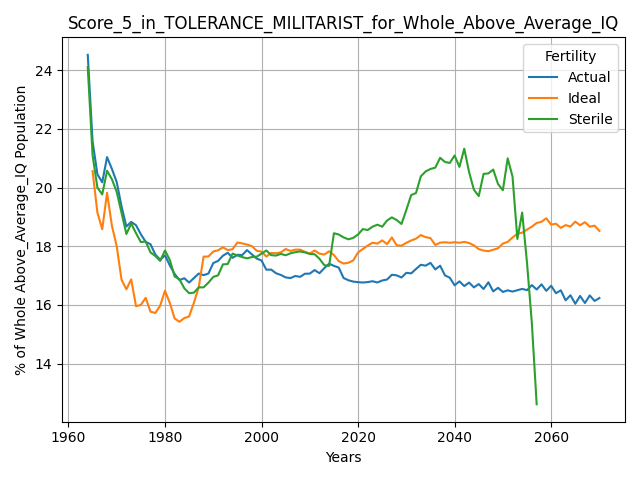 Score_5_in_TOLERANCE_MILITARIST_for_Whole_Above_Average_IQ
Fertility
Actual
Ideal
Sterile
% of Whole Above_Average_IQ Population
24
22
20
18
16
14
1960
1980
2000
2020
2040
2060
Years